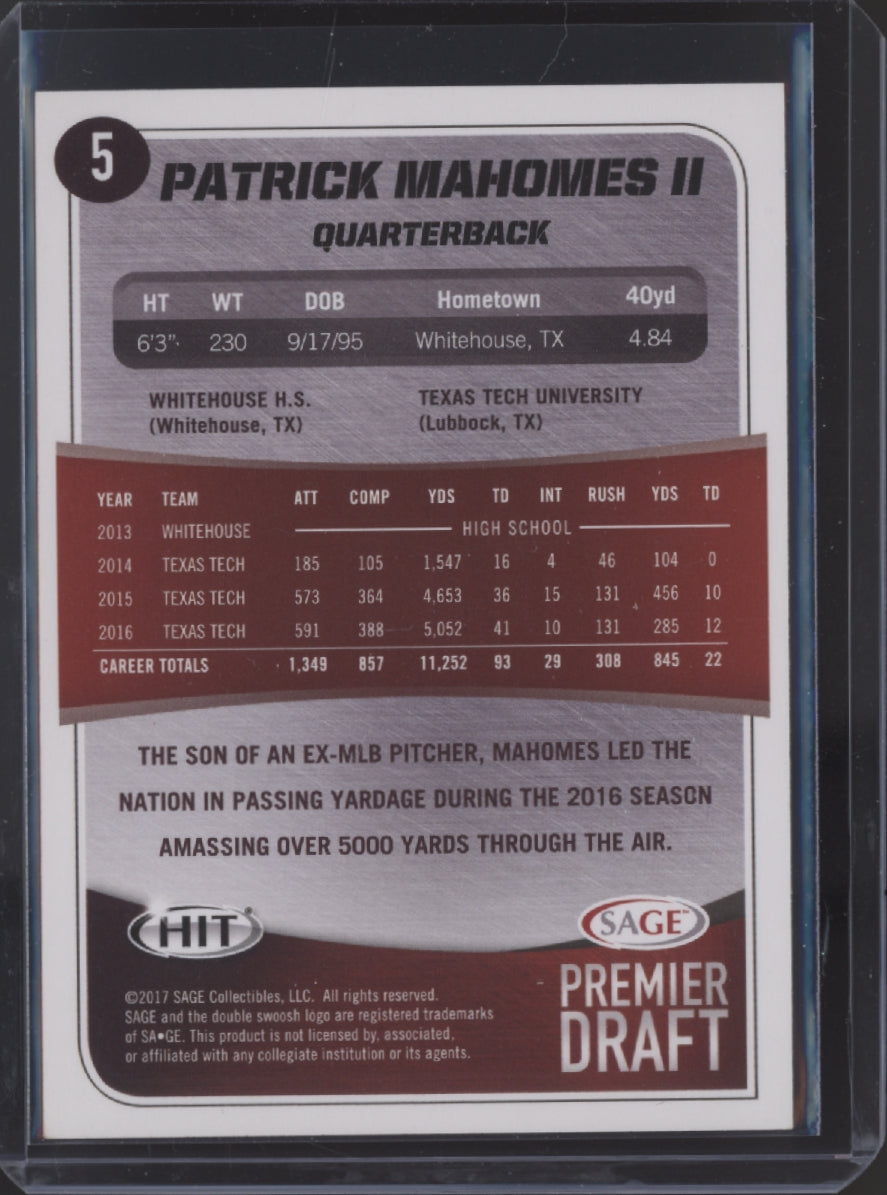 5
PATRICK MAHOMES II
QUARTERBACK
HT WT DOB Hometown 40yd
6'3" 230 9/17/95 Whitehouse, TX 4.84
WHITEHOUSE H.S. TEXAS TECH UNIVERSITY
(Whitehouse, TX) (Lubbock, TX)
YEAR TEAM ATT COMP YDS TD INT RUSH YDS TD
2013 WHITEHOUSE HIGH SCHOOL
2014 TEXAS TECH 185 105 1,547 16 4 46 104 0
2015 TEXAS TECH 573 364 4,653 36 15 131 456 10
2016 TEXAS TECH 591 388 5,052 41 10 131 285 12
CAREER TOTALS 1,349 857 11,252 93 29 308 845 22
THE SON OF AN EX-MLB PITCHER, MAHOMES LED THE
NATION IN PASSING YARDAGE DURING THE 2016 SEASON
AMASSING OVER 5000 YARDS THROUGH THE AIR.
HIT®
SAGE™
PREMIER
DRAFT
©2017 SAGE Collectibles, LLC. All rights reserved.
SAGE and the double swoosh logo are registered trademarks
of SA•GE. This product is not licensed by, associated,
or affiliated with any collegiate institution or its agents.